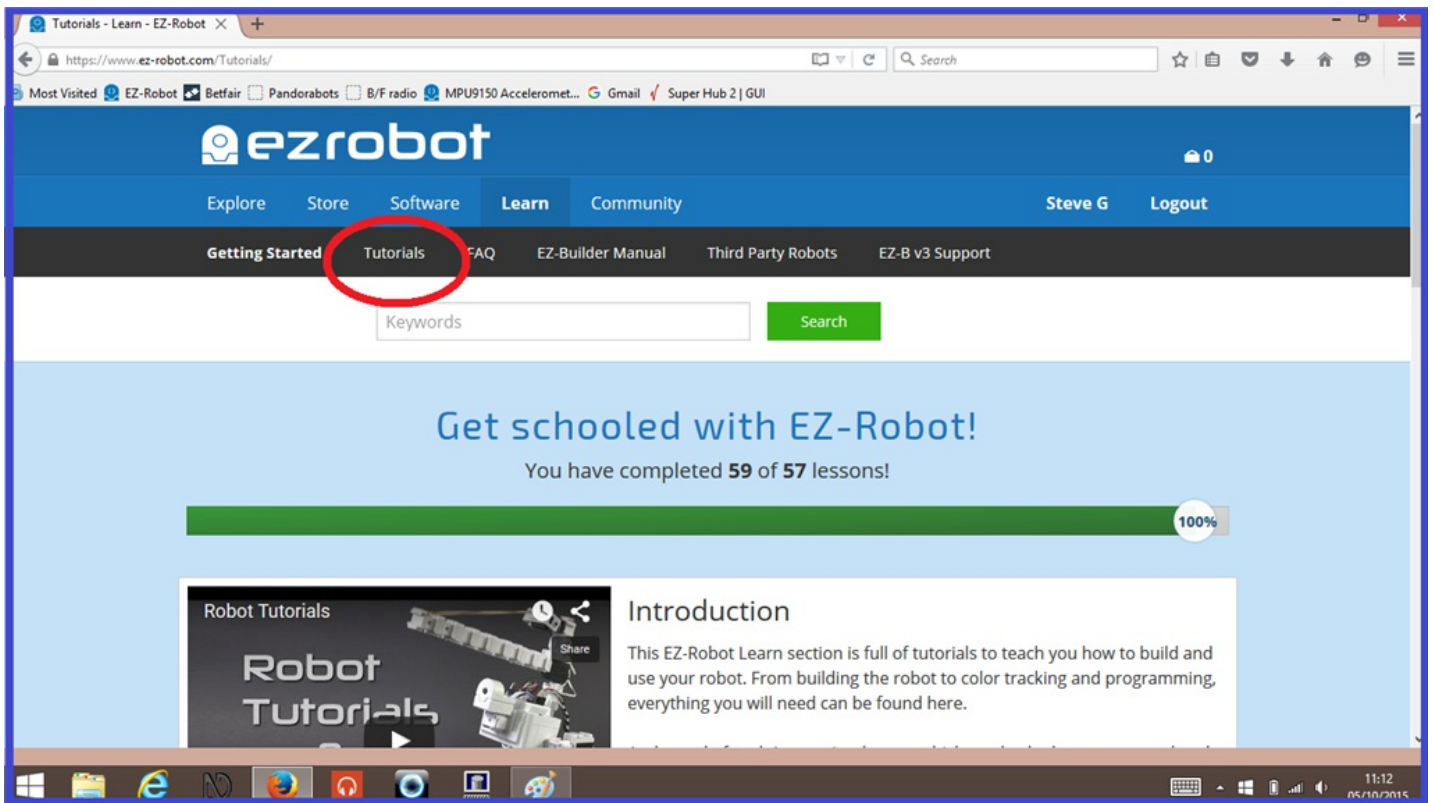 Tutorials - Learn - EZ-Robot
https://www.ez-robot.com/Tutorials/
Search
Most Visited EZ-Robot Betfair Pandorabots B/F radio MPU9150 Acceleromet... Gmail Super Hub 2 | GUI
ezrobot
0
Explore Store Software Learn Community Steve G Logout
Getting Started Tutorials FAQ EZ-Builder Manual Third Party Robots EZ-B v3 Support
Keywords Search
Get schooled with EZ-Robot!
You have completed 59 of 57 lessons!
100%
Robot Tutorials
Share
Robot
Tutorials
Introduction
This EZ-Robot Learn section is full of tutorials to teach you how to build and
use your robot. From building the robot to color tracking and programming,
everything you will need can be found here.
11:12
05/10/2015